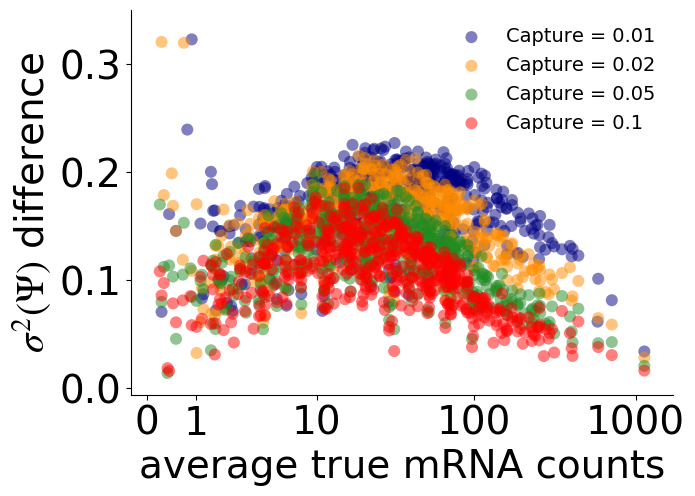 σ²(Ψ) difference
0.3
0.2
0.1
0.0
Capture = 0.01
Capture = 0.02
Capture = 0.05
Capture = 0.1
0 1 10 100 1000
average true mRNA counts